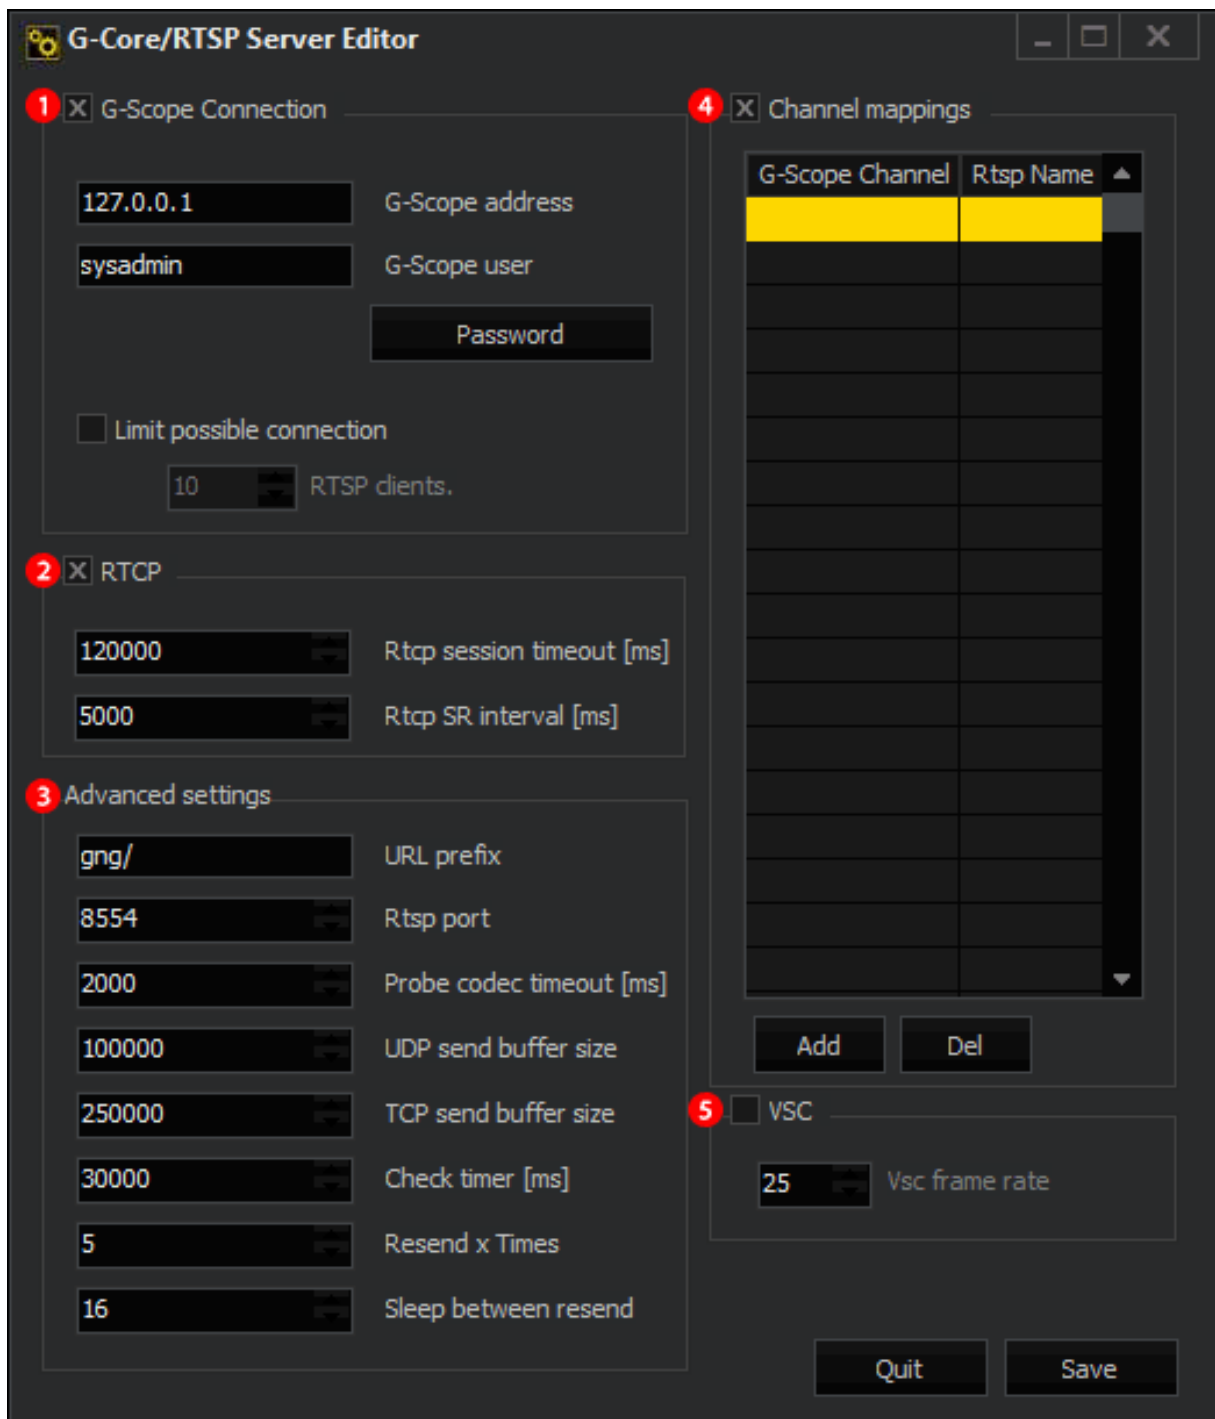 G-Core/RTSP Server Editor
1 X G-Scope Connection
127.0.0.1 G-Scope address
sysadmin G-Scope user
Password
Limit possible connection
10 RTSP clients.
2 X RTCP
120000 Rtcp session timeout [ms]
5000 Rtcp SR interval [ms]
3 Advanced settings
gng/ URL prefix
8554 Rtsp port
2000 Probe codec timeout [ms]
100000 UDP send buffer size
250000 TCP send buffer size
30000 Check timer [ms]
5 Resend x Times
16 Sleep between resend
4 X Channel mappings
G-Scope Channel Rtsp Name
Add Del
5 VSC
25 Vsc frame rate
Quit Save